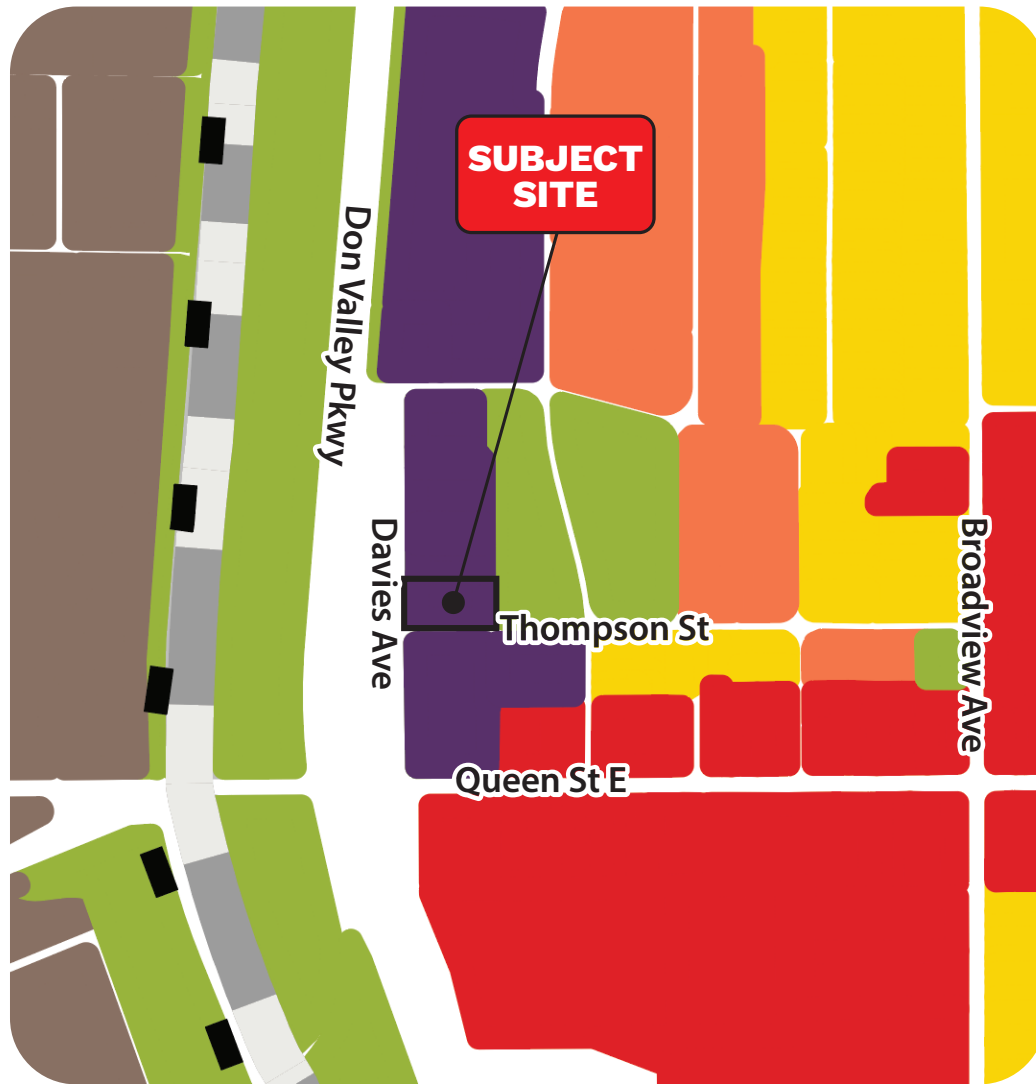 SUBJECT
SITE
Don Valley Pkwy
Davies Ave
Thompson St
Broadview Ave
Queen St E